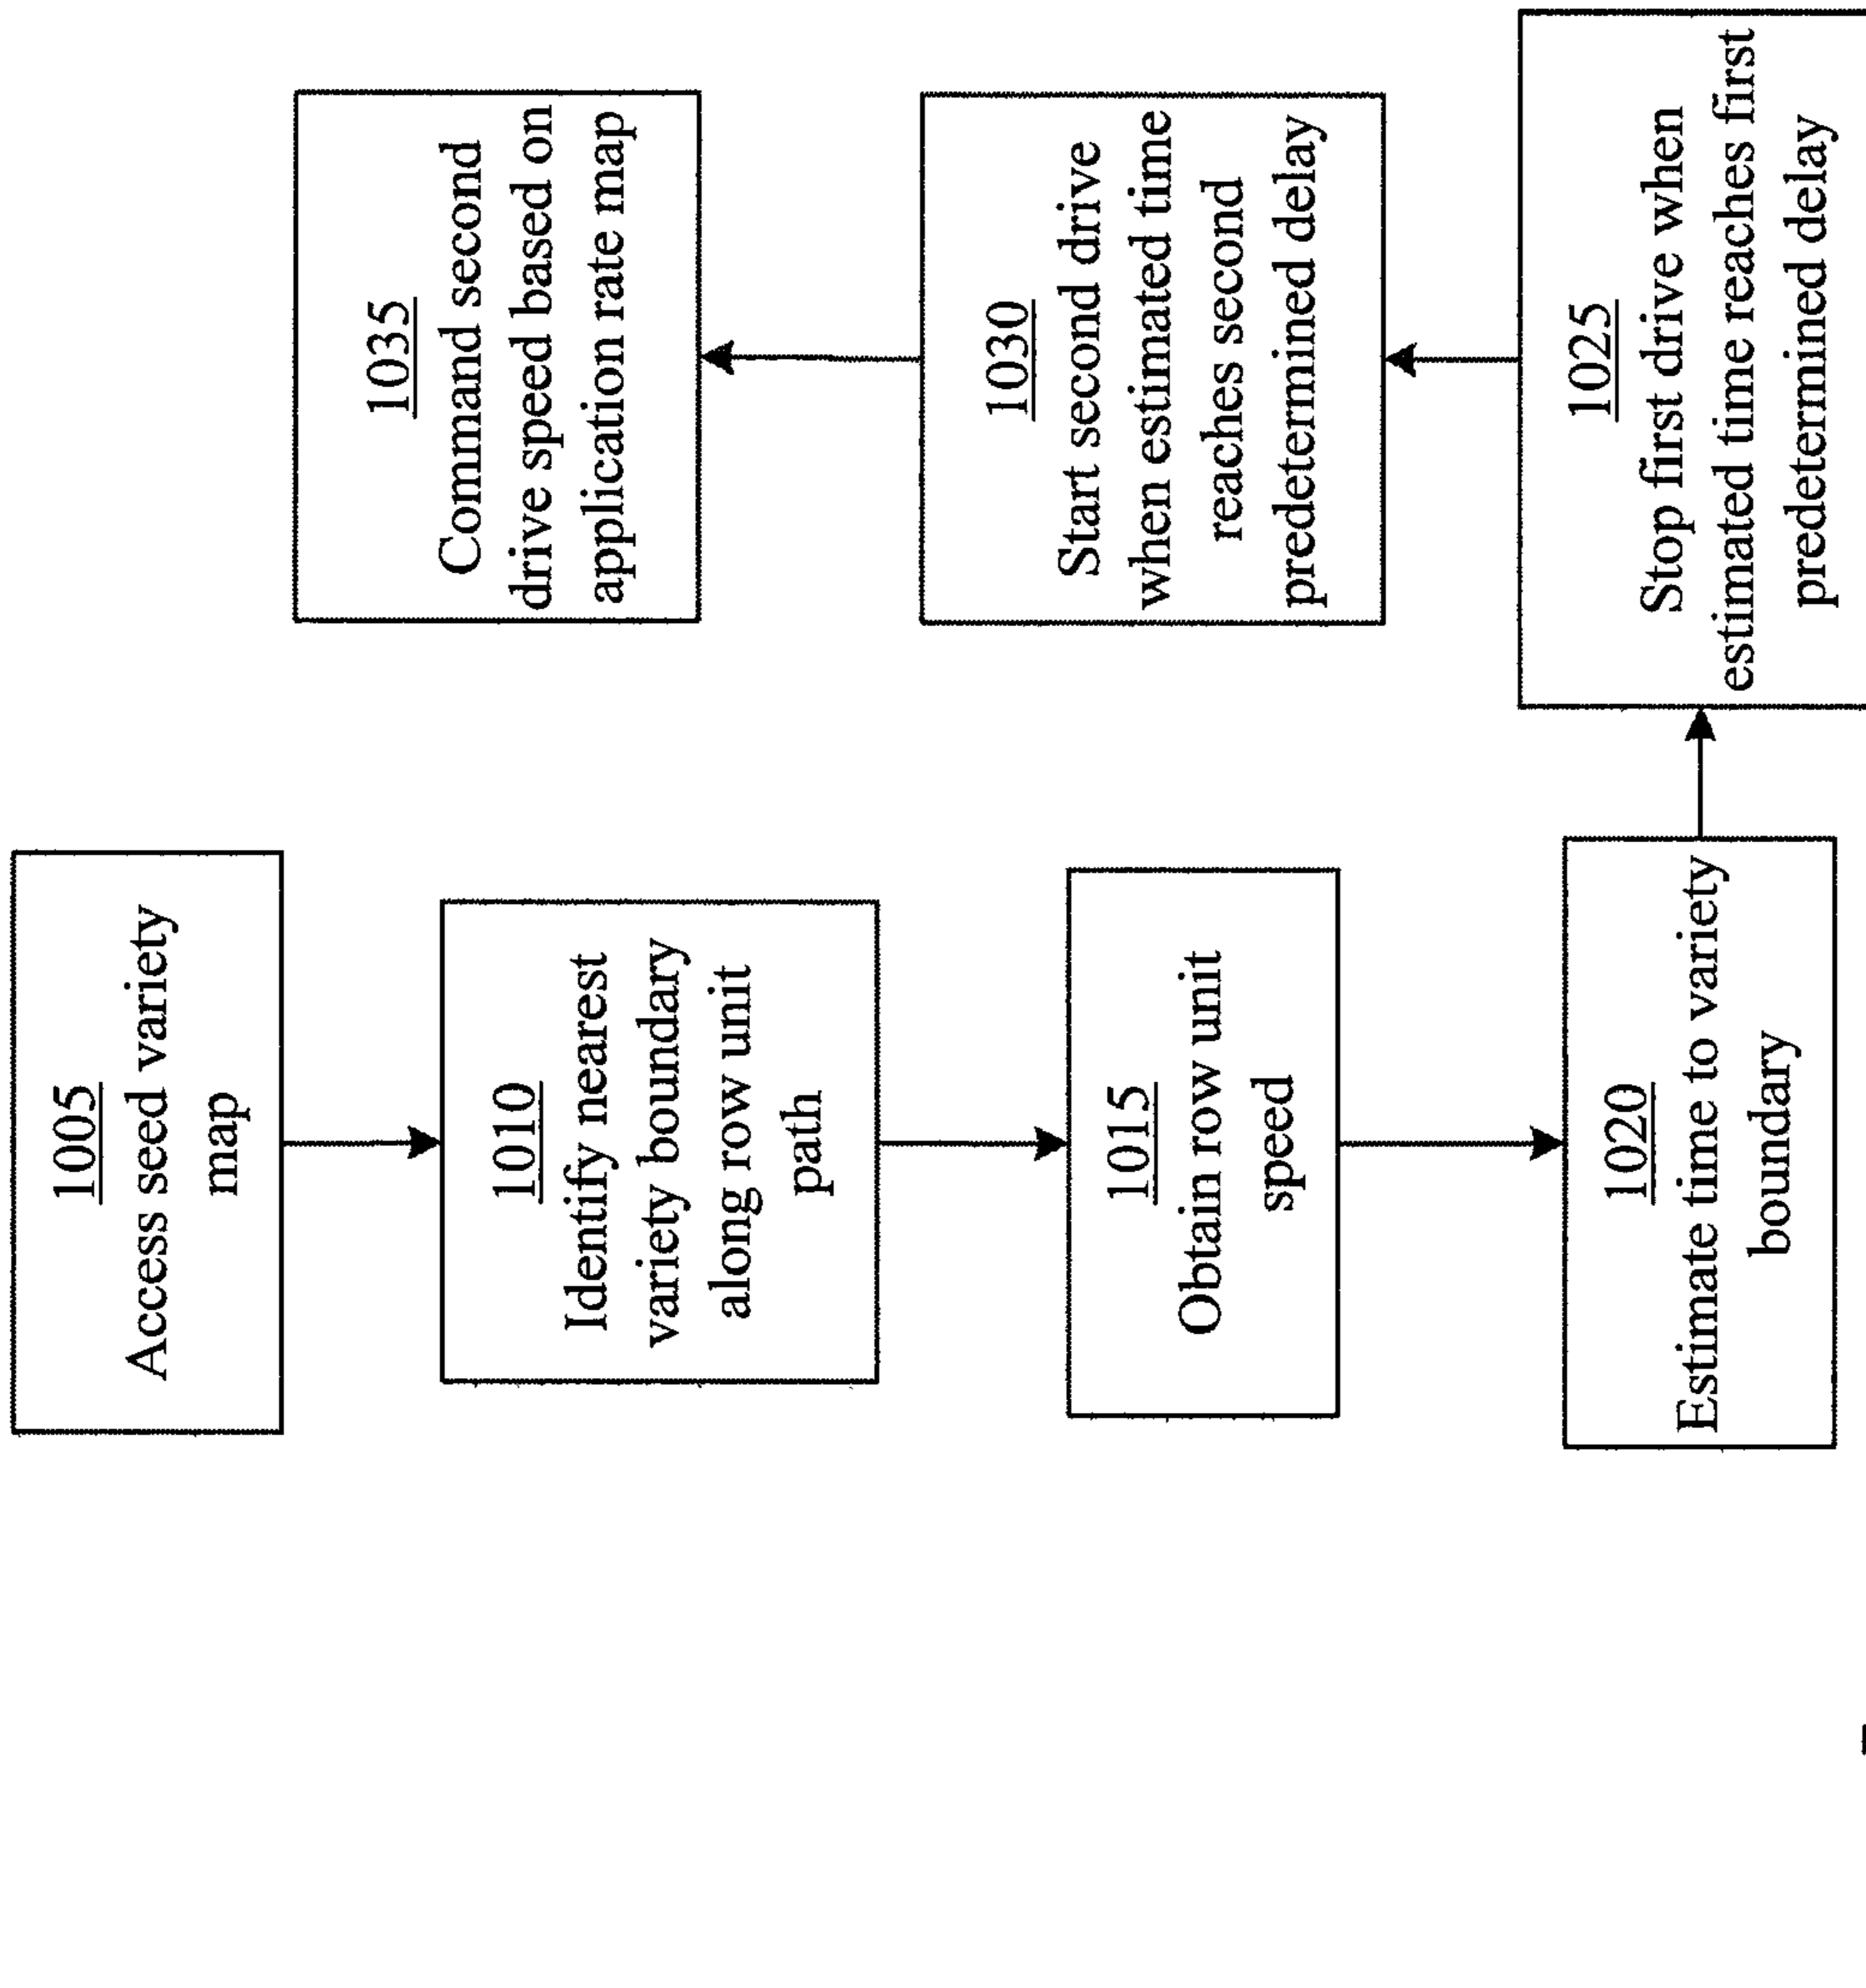 1005
Access seed variety
map
1010
Identify nearest
variety boundary
along row unit
path
1015
Obtain row unit
speed
1020
Estimate time to variety
boundary
1025
Stop first drive when
estimated time reaches first
predetermined delay
1030
Start second drive
when estimated time
reaches second
predetermined delay
1035
Command second
drive speed based on
application rate map